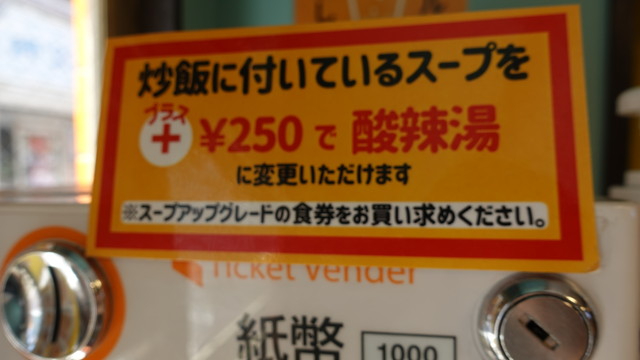 炒飯に付いているスープを
プラス
+ ¥250 で 酸辣湯
に変更いただけます
※スープアップグレードの食券をお買い求めください。
Ticket Vender
紙幣 1000